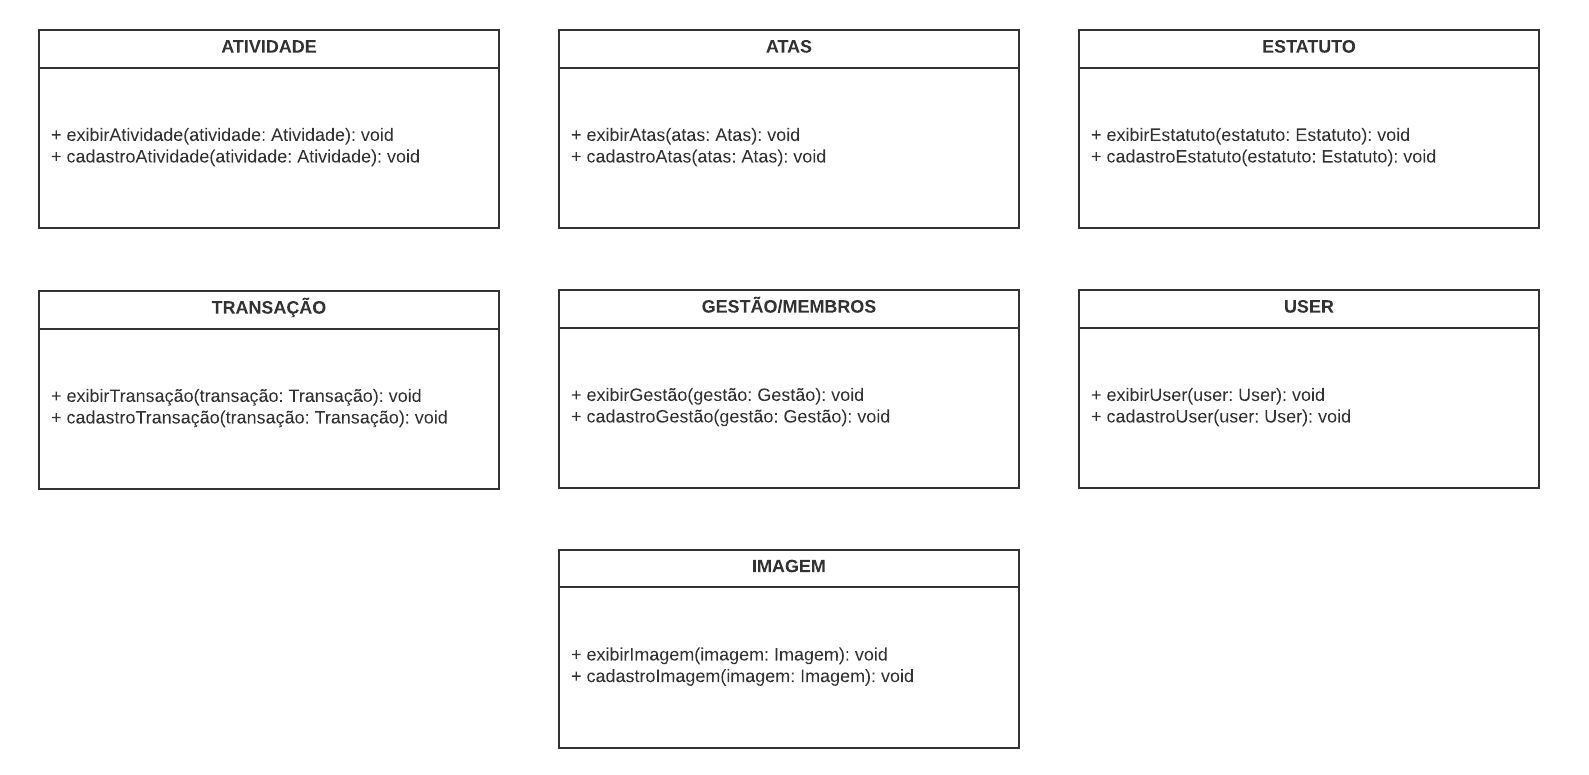 ATIVIDADE
+ exibirAtividade(atividade: Atividade): void
+ cadastroAtividade(atividade: Atividade): void
ATAS
+ exibirAtas(atas: Atas): void
+ cadastroAtas(atas: Atas): void
ESTATUTO
+ exibirEstatuto(estatuto: Estatuto): void
+ cadastroEstatuto(estatuto: Estatuto): void
TRANSAÇÃO
+ exibirTransação(transação: Transação): void
+ cadastroTransação(transação: Transação): void
GESTÃO/MEMBROS
+ exibirGestão(gestão: Gestão): void
+ cadastroGestão(gestão: Gestão): void
USER
+ exibirUser(user: User): void
+ cadastroUser(user: User): void
IMAGEM
+ exibirImagem(imagem: Imagem): void
+ cadastroImagem(imagem: Imagem): void